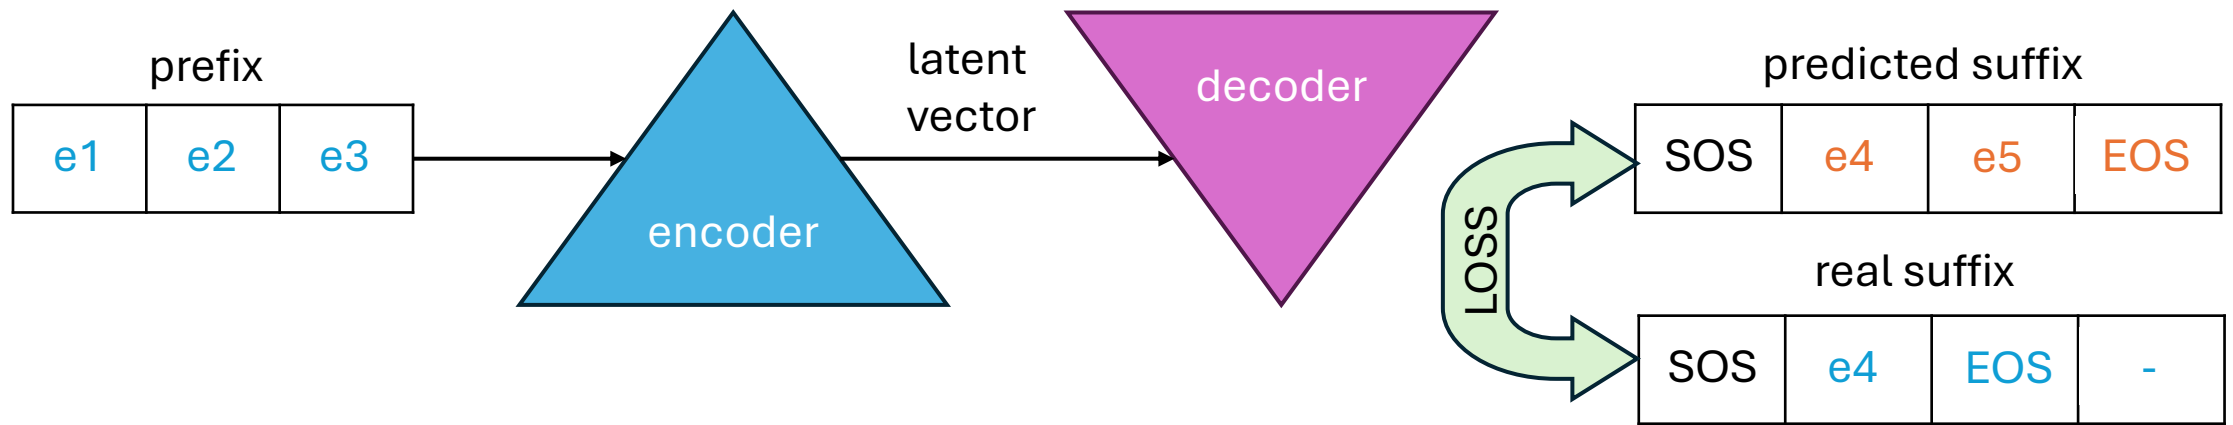 prefix
e1 e2 e3
encoder
latent
vector
decoder
LOSS
predicted suffix
SOS e4 e5 EOS
real suffix
SOS e4 EOS -